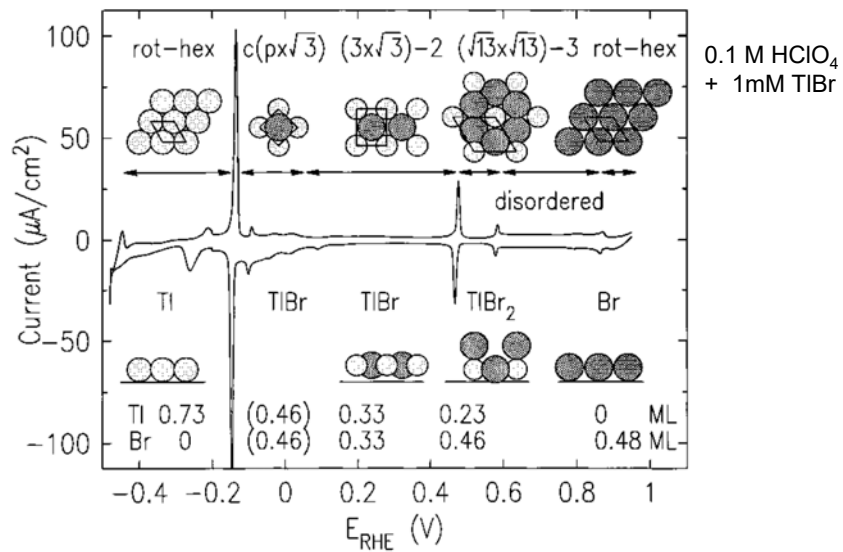 rot-hex c(px√3) (3x√3)-2 (√13x√13)-3 rot-hex
0.1 M HClO₄
+ 1mM TlBr
disordered
Tl TlBr TlBr TlBr₂ Br
Tl 0.73 (0.46) 0.33 0.23 0 ML
Br 0 (0.46) 0.33 0.46 0.48 ML
100
50
0
-50
-100
Current (μA/cm²)
-0.4 -0.2 0 0.2 0.4 0.6 0.8 1
E_RHE (V)